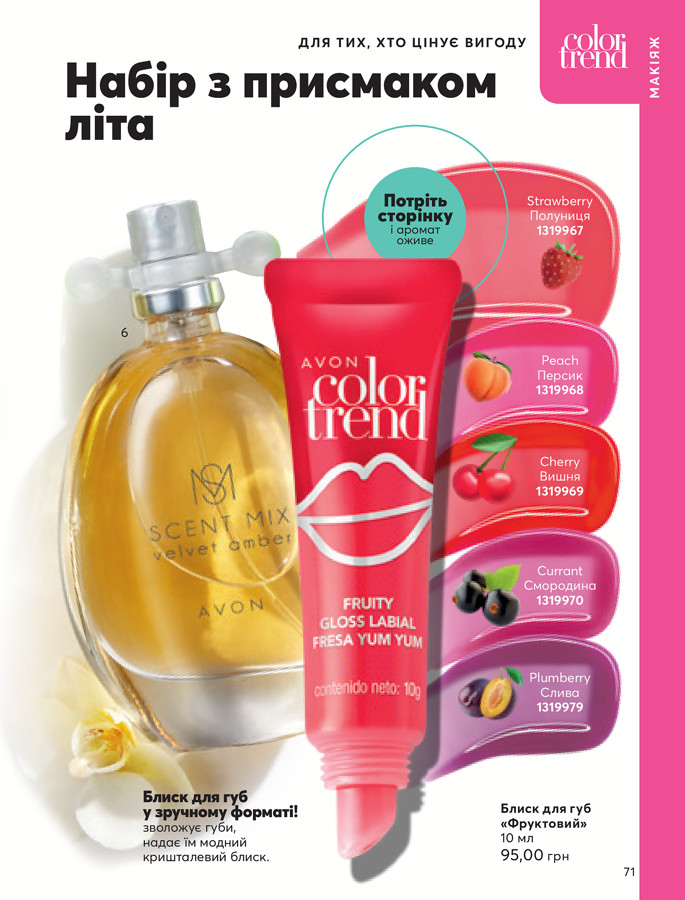 ДЛЯ ТИХ, ХТО ЦІНУЄ ВИГОДУ
color
trend
МАКІЯЖ
Набір з присмаком
літа
Потріть
сторінку
і аромат
оживе
Strawberry
Полуниця
1319967
6
Peach
Персик
1319968
AVON
color
trend
Cherry
Вишня
1319969
SM
SCENT MIX
velvet amber
AVON
Currant
Смородина
1319970
FRUITY
GLOSS LABIAL
FRESA YUM YUM
contenido neto: 10g
Plumberry
Слива
1319979
Блиск для губ
у зручному форматі!
зволожує губи,
надає їм модний
кришталевий блиск.
Блиск для губ
«Фруктовий»
10 мл
95,00 грн
71